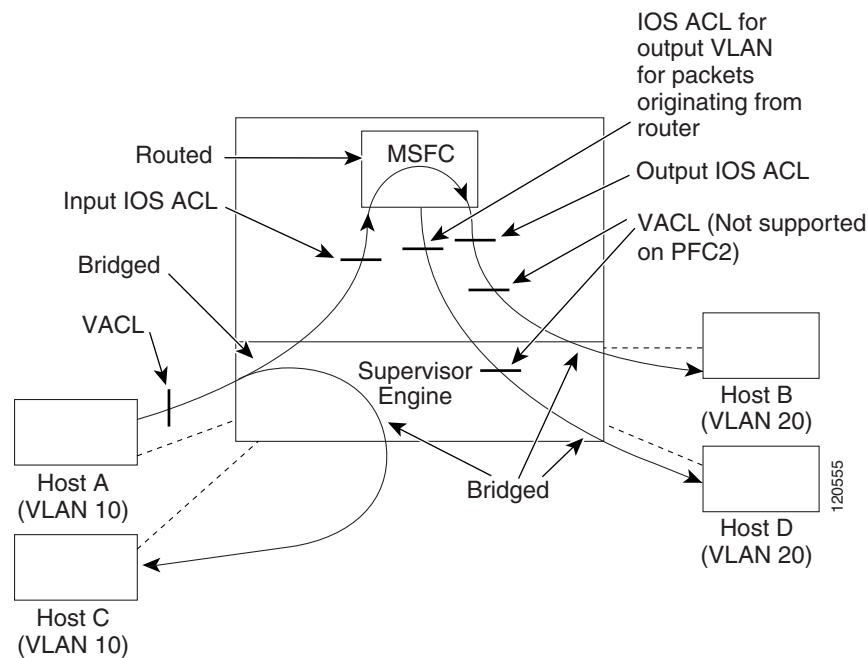 IOS ACL for
output VLAN
for packets
originating from
router
Routed
MSFC
Output IOS ACL
Input IOS ACL
VACL (Not supported
on PFC2)
Bridged
VACL
Supervisor
Engine
Host B
(VLAN 20)
Host A
(VLAN 10)
Bridged
Host D
(VLAN 20)
120555
Host C
(VLAN 10)